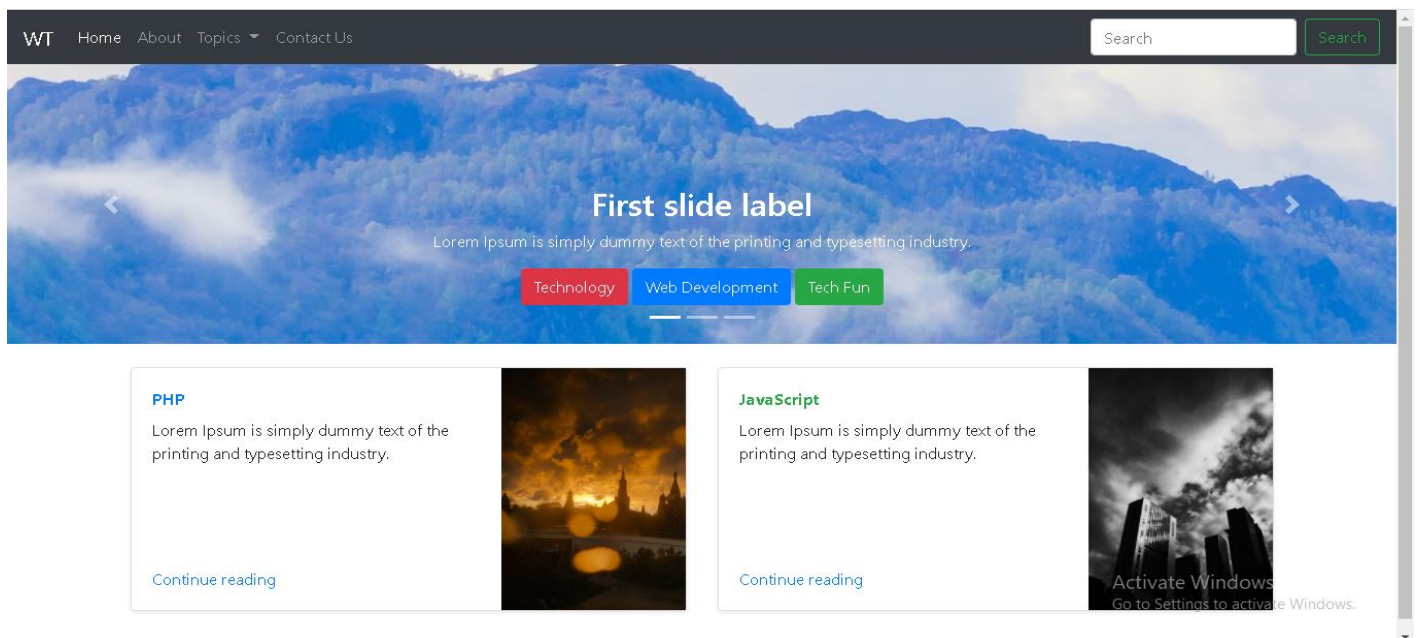 WT Home About Topics Contact Us Search Search
First slide label
Lorem Ipsum is simply dummy text of the printing and typesetting industry.
Technology Web Development Tech Fun
PHP
Lorem Ipsum is simply dummy text of the
printing and typesetting industry.
Continue reading
JavaScript
Lorem Ipsum is simply dummy text of the
printing and typesetting industry.
Continue reading
Activate Windows
Go to Settings to activate Windows.